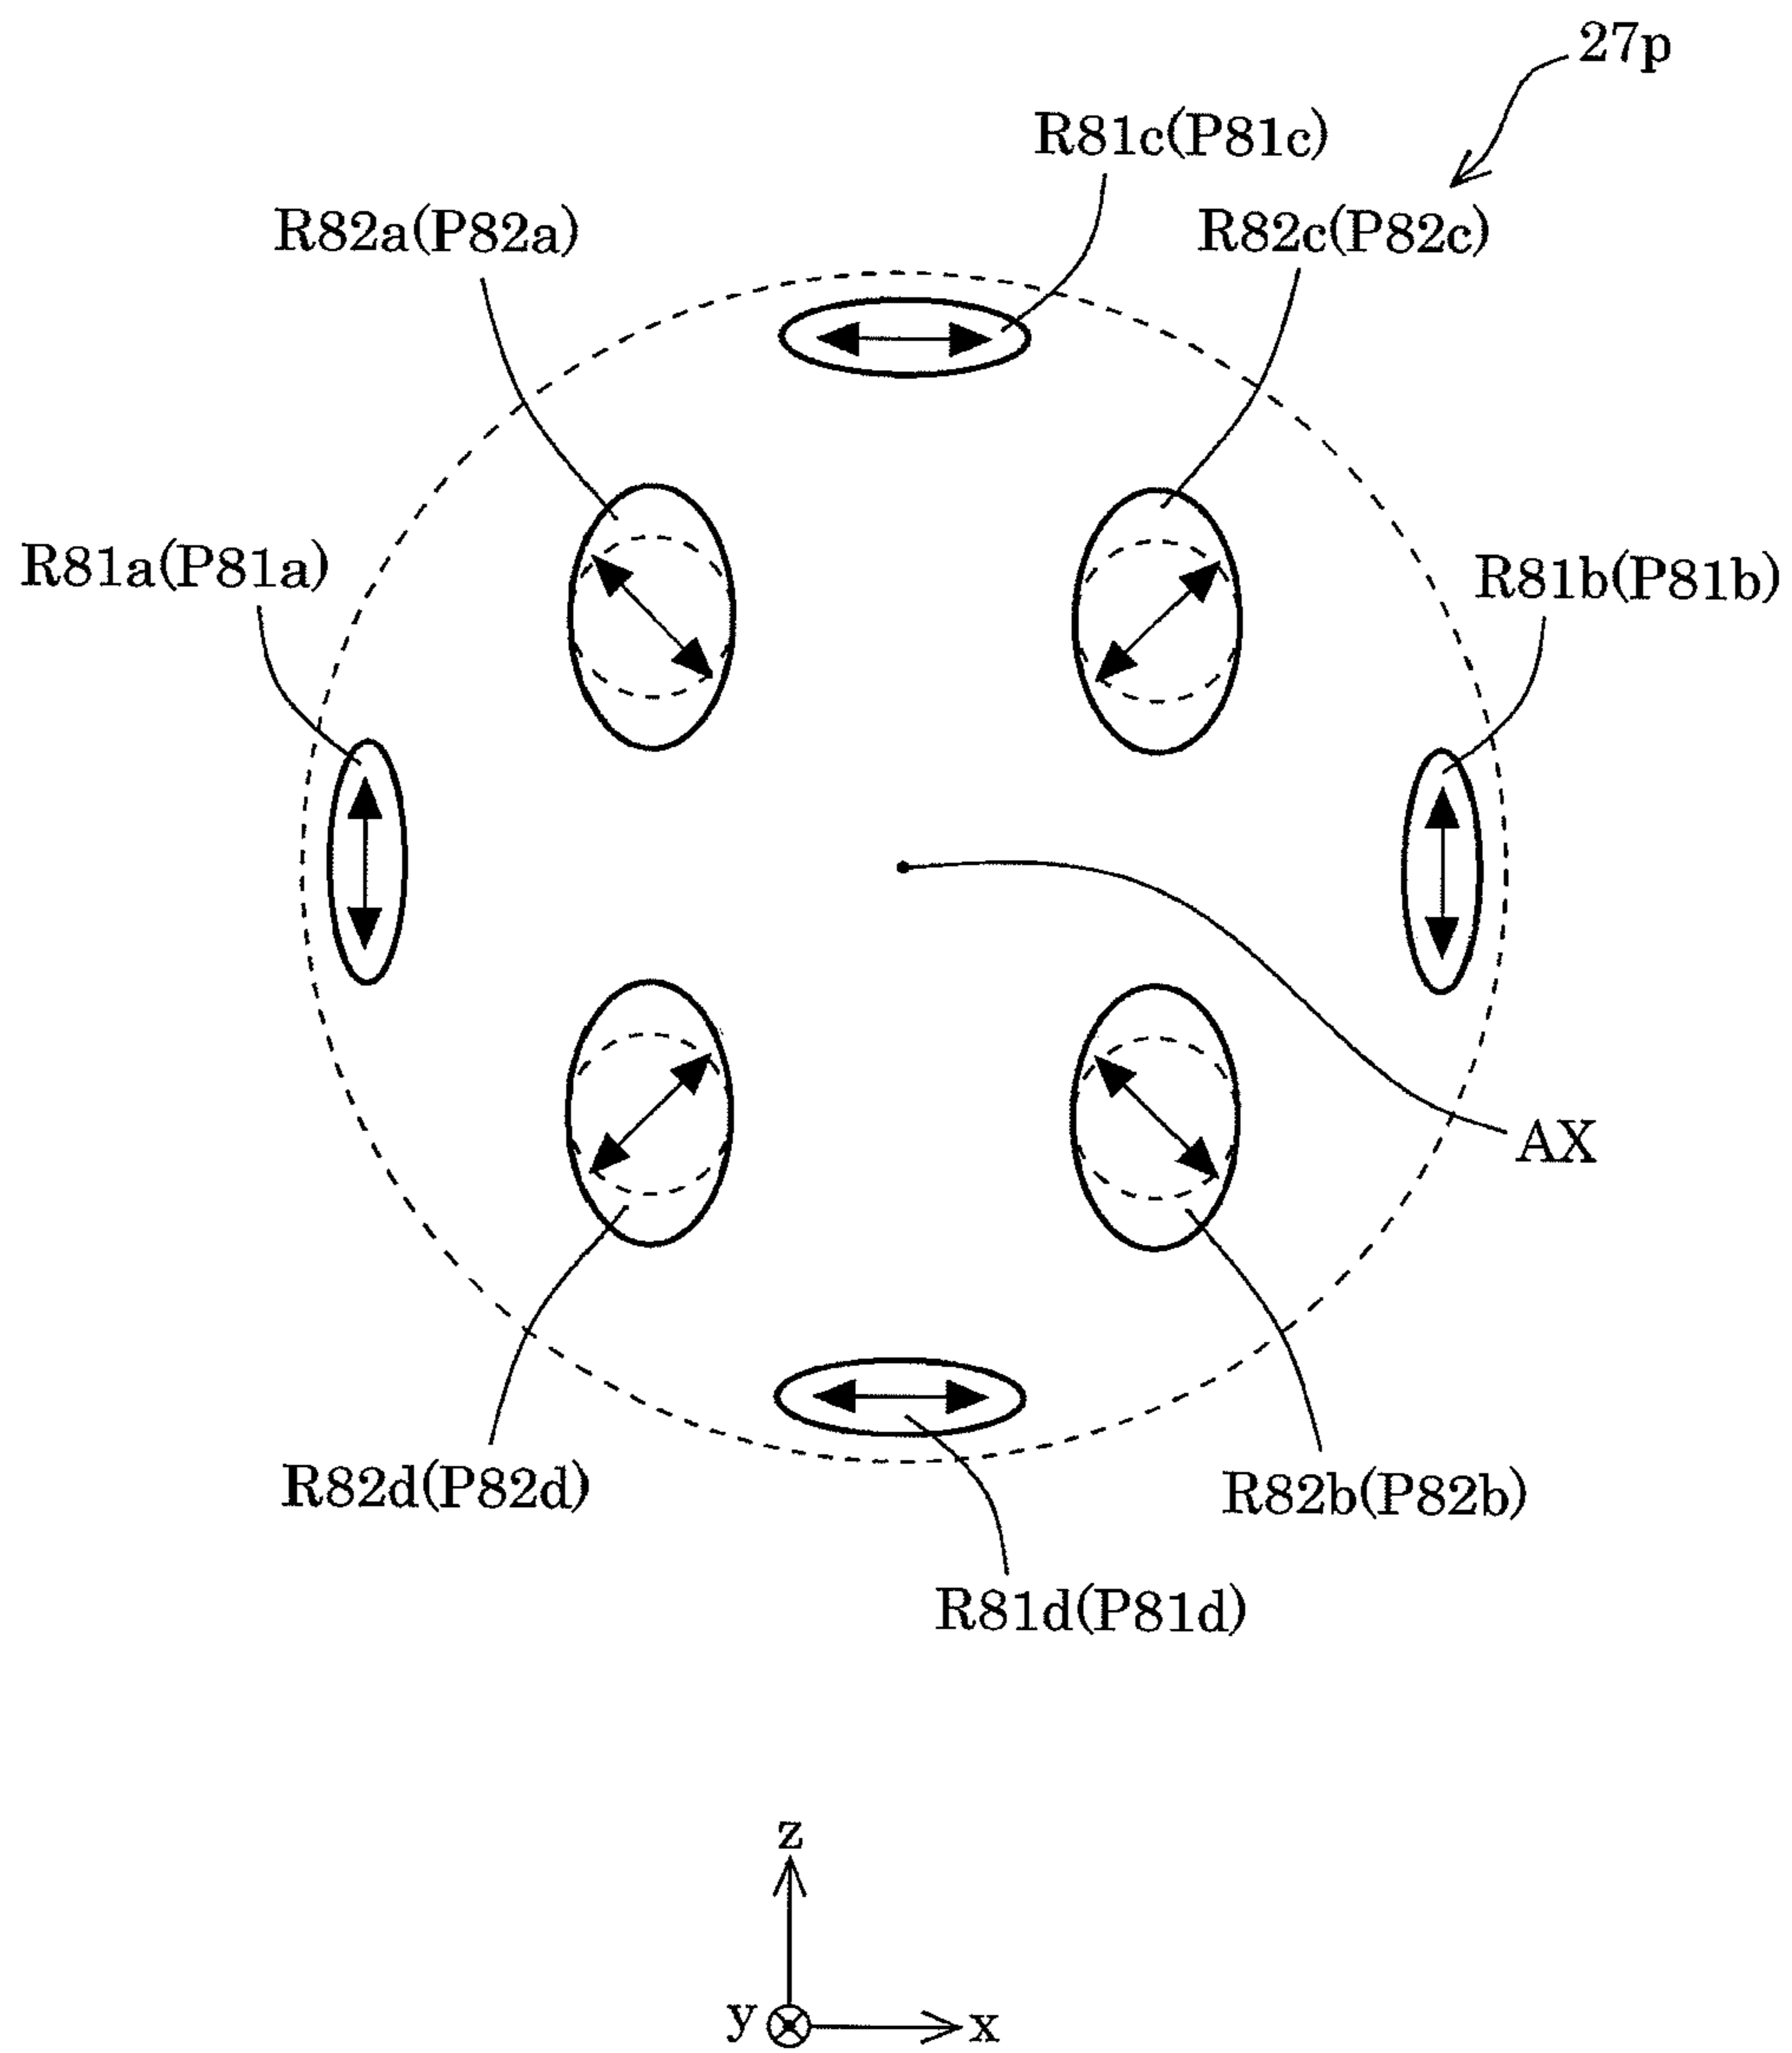 27p
R81c(P81c)
R82a(P82a)
R82c(P82c)
R81a(P81a)
R81b(P81b)
AX
R82d(P82d)
R82b(P82b)
R81d(P81d)
z
y
x